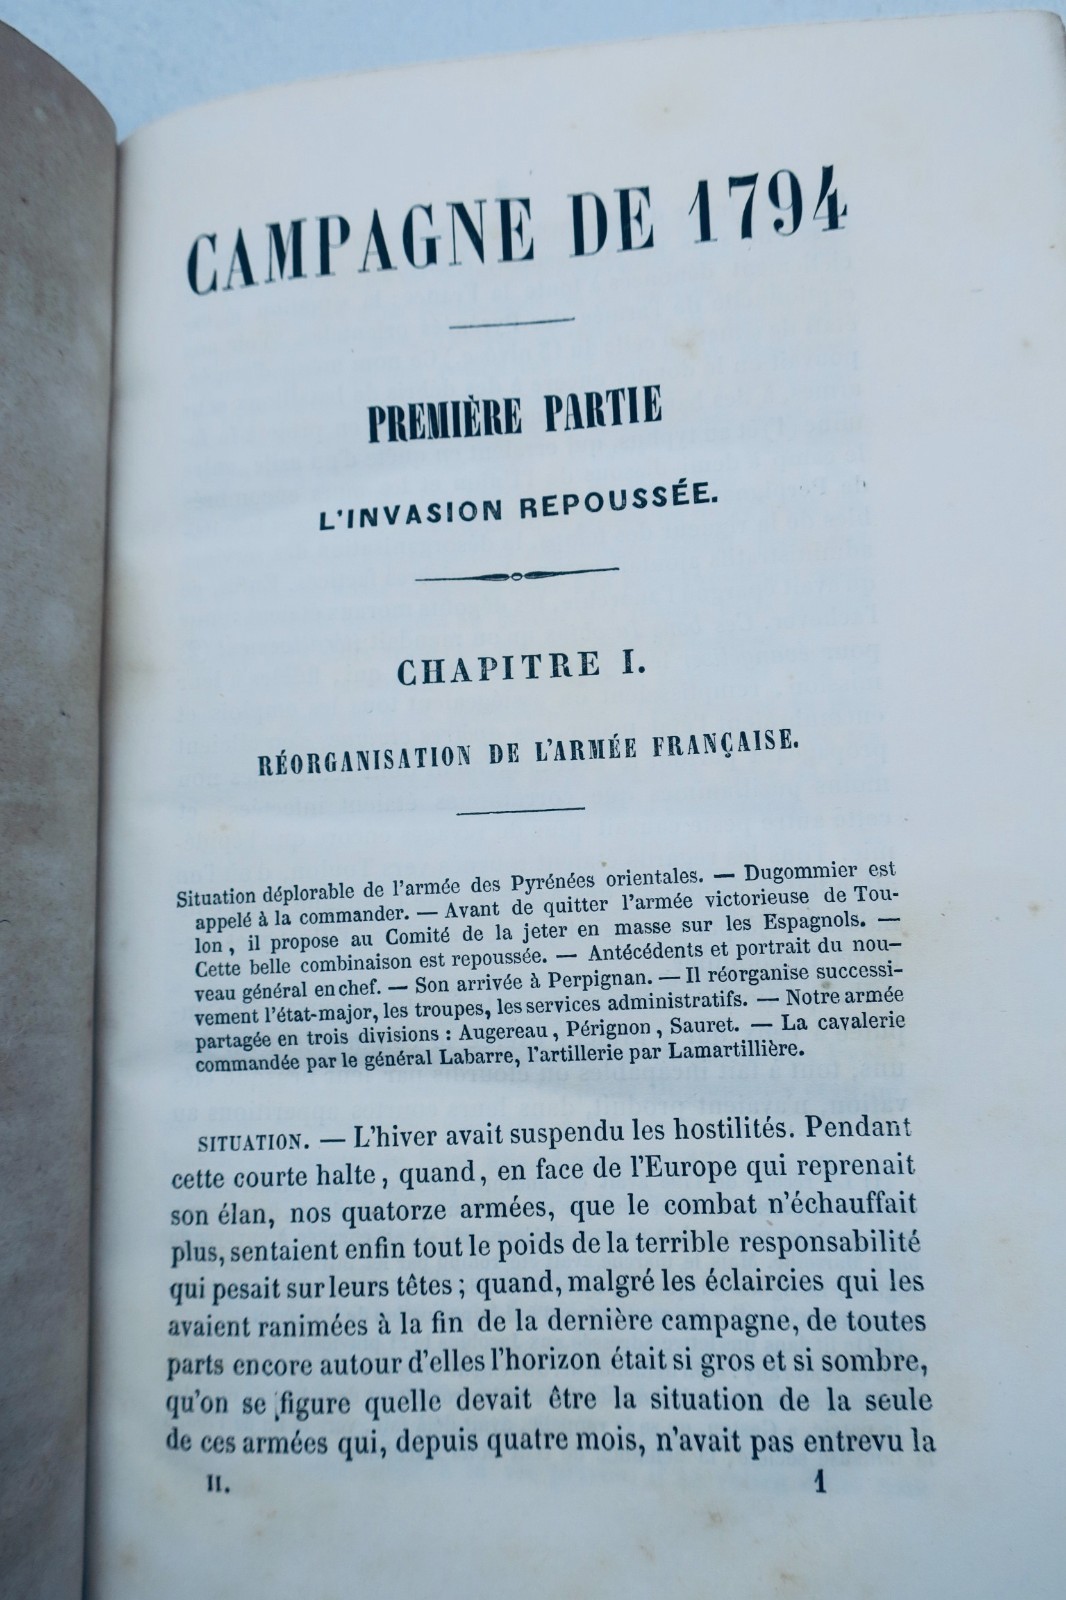 CAMPAGNE DE 1794
PREMIÈRE PARTIE
L'INVASION REPOUSSÉE.
CHAPITRE I.
RÉORGANISATION DE L'ARMÉE FRANÇAISE.
Situation déplorable de l'armée des Pyrénées orientales. — Dugommier est
appelé à la commander. — Avant de quitter l'armée victorieuse de Tou-
lon, il propose au Comité de la jeter en masse sur les Espagnols. —
Cette belle combinaison est repoussée. — Antécédents et portrait du nou-
veau général en chef. — Son arrivée à Perpignan. — Il réorganise successi-
vement l'état-major, les troupes, les services administratifs. — Notre armée
partagée en trois divisions : Augereau, Pérignon, Sauret. — La cavalerie
commandée par le général Labarre, l'artillerie par Lamartillière.
SITUATION. — L'hiver avait suspendu les hostilités. Pendant
cette courte halte, quand, en face de l'Europe qui reprenait
son élan, nos quatorze armées, que le combat n'échauffait
plus, sentaient enfin tout le poids de la terrible responsabilité
qui pesait sur leurs têtes ; quand, malgré les éclaircies qui les
avaient ranimées à la fin de la dernière campagne, de toutes
parts encore autour d'elles l'horizon était si gros et si sombre,
qu'on se figure quelle devait être la situation de la seule
de ces armées qui, depuis quatre mois, n'avait pas entrevu la
II. 1